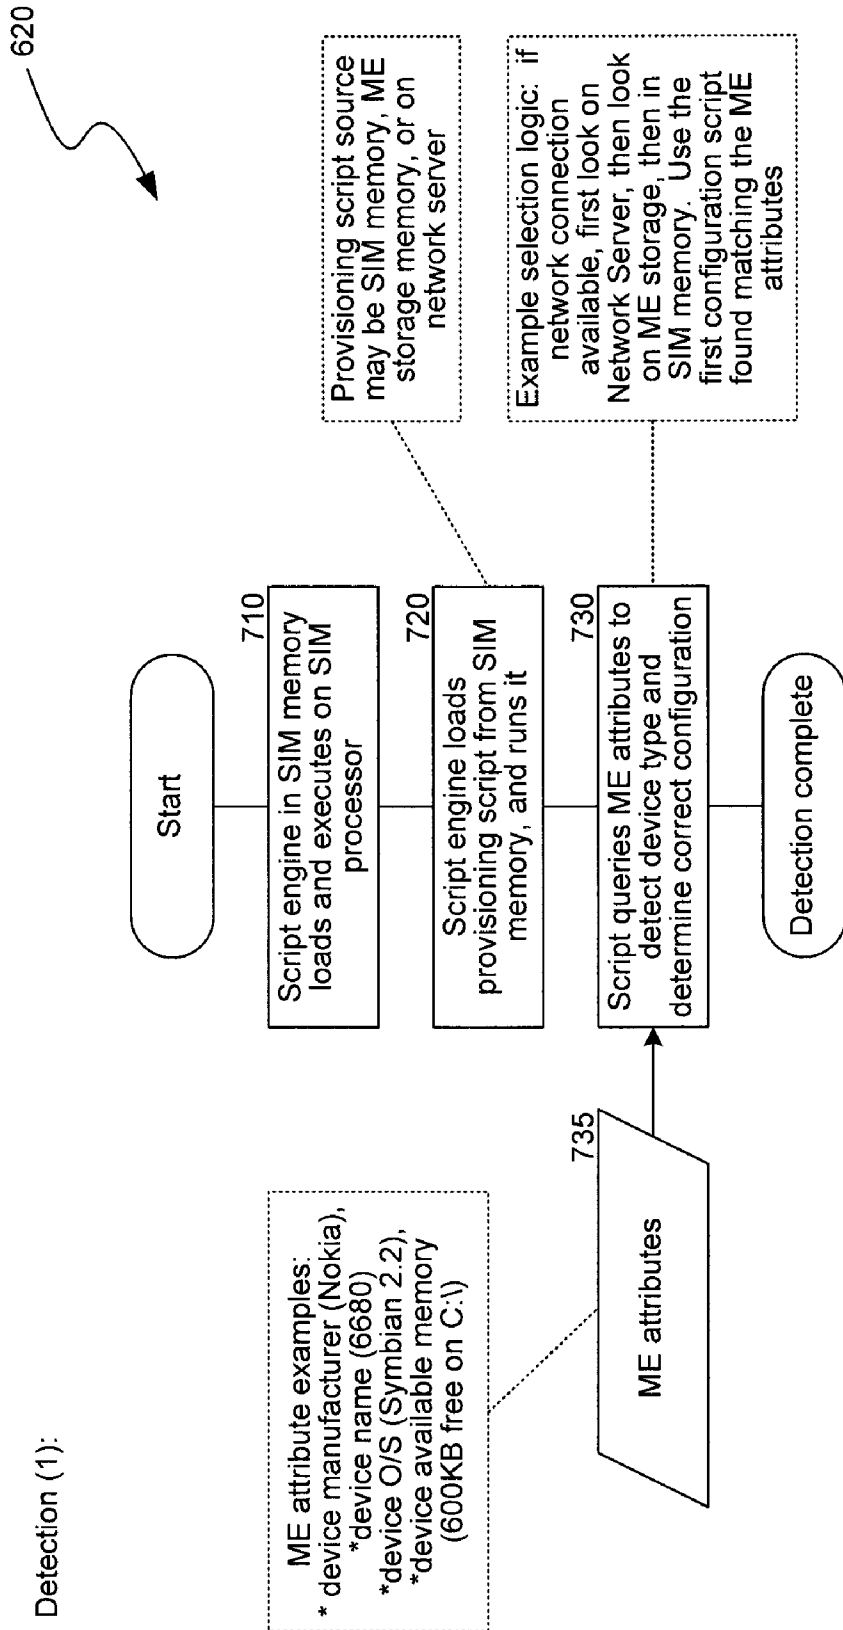 Detection (1):
620
Start
710
Script engine in SIM memory
loads and executes on SIM
processor
720
Script engine loads
provisioning script from SIM
memory, and runs it
Provisioning script source
may be SIM memory, ME
storage memory, or on
network server
730
Script queries ME attributes to
detect device type and
determine correct configuration
Example selection logic: if
network connection
available, first look on
Network Server, then look
on ME storage, then in
SIM memory. Use the
first configuration script
found matching the ME
attributes
ME attribute examples:
* device manufacturer (Nokia),
*device name (6680)
*device O/S (Symbian 2.2),
*device available memory
(600KB free on C:\)
735
ME attributes
Detection complete